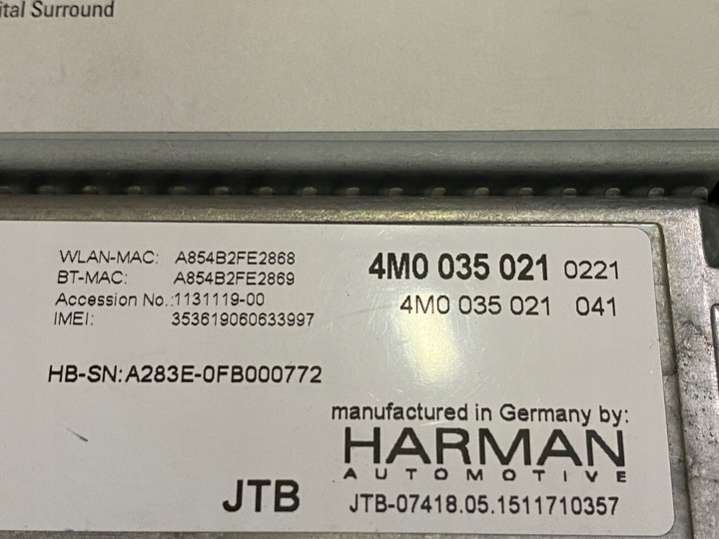 ital Surround
WLAN-MAC: A854B2FE2868
BT-MAC: A854B2FE2869
Accession No.:1131119-00
IMEI: 353619060633997
4M0 035 021 0221
4M0 035 021 041
HB-SN:A283E-0FB000772
manufactured in Germany by:
HARMAN
AUTOMOTIVE
JTB
JTB-07418.05.1511710357